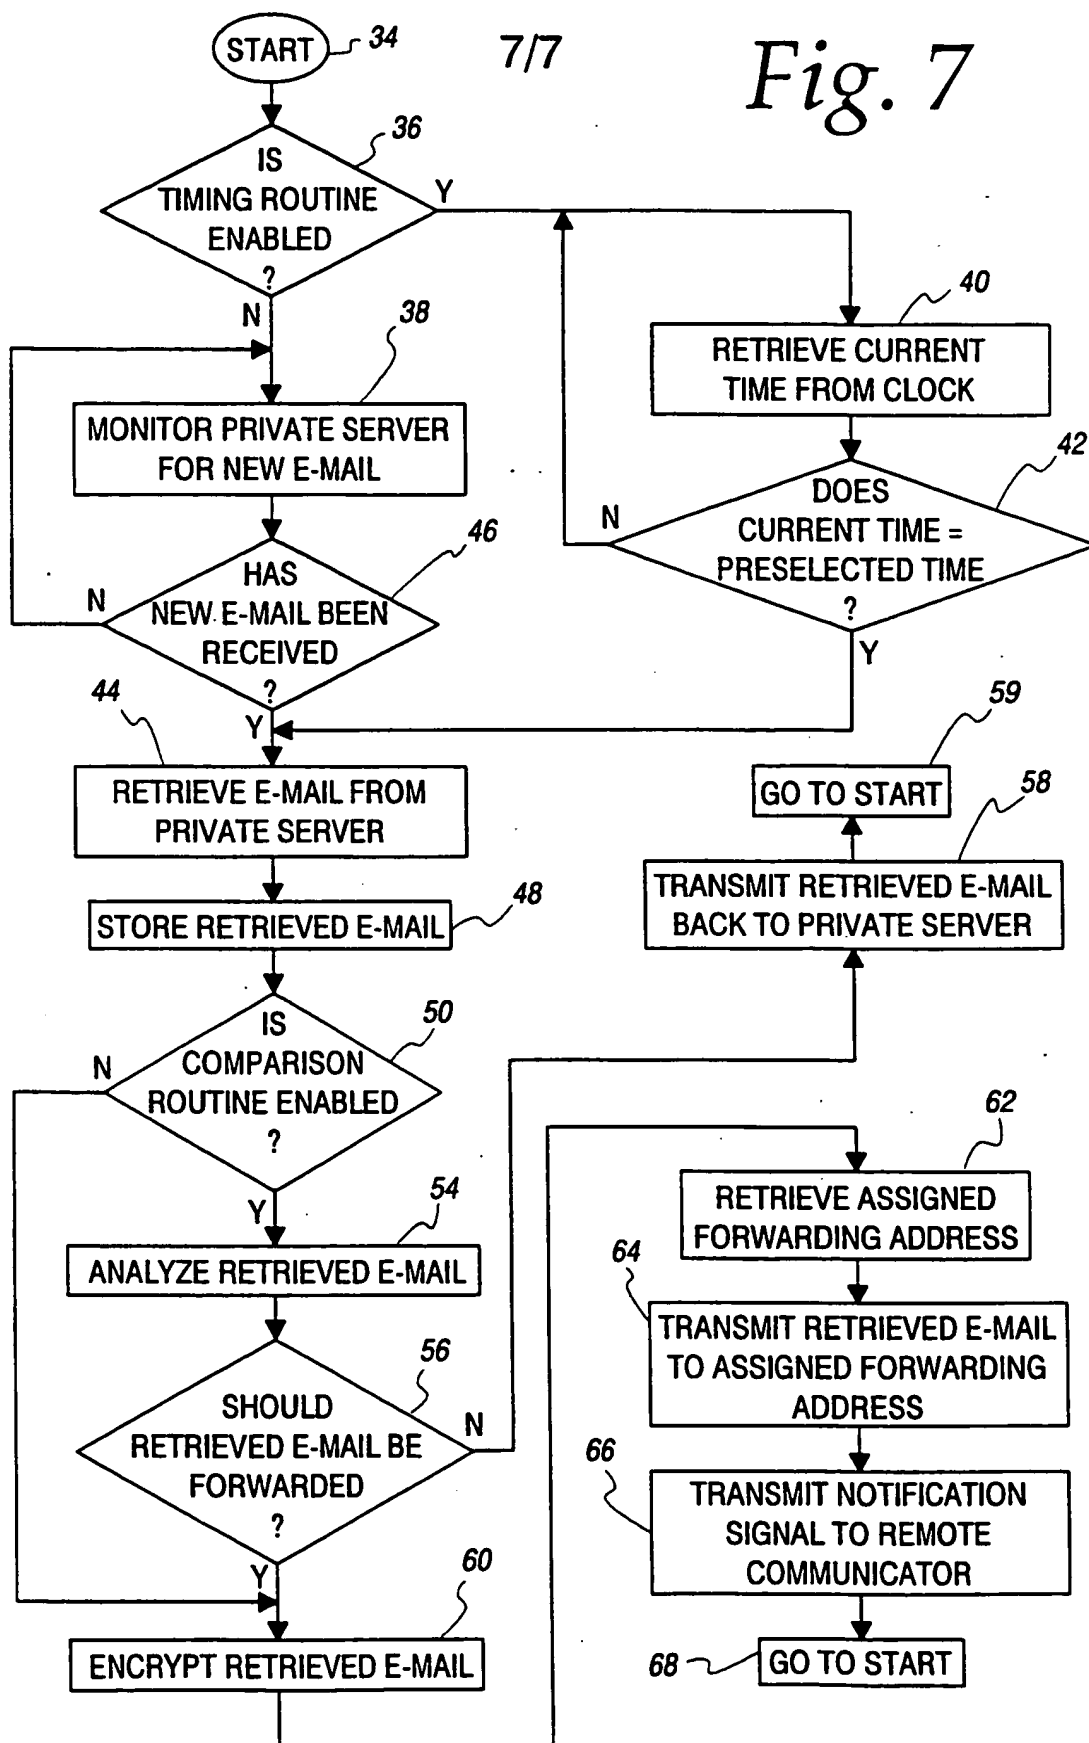 START
34
7/7
Fig. 7
36
IS
TIMING ROUTINE
ENABLED
?
Y
N
38
MONITOR PRIVATE SERVER
FOR NEW E-MAIL
46
HAS
NEW E-MAIL BEEN
RECEIVED
?
N
Y
40
RETRIEVE CURRENT
TIME FROM CLOCK
42
DOES
CURRENT TIME =
PRESELECTED TIME
?
N
Y
44
RETRIEVE E-MAIL FROM
PRIVATE SERVER
STORE RETRIEVED E-MAIL
48
50
IS
COMPARISON
ROUTINE ENABLED
?
N
Y
54
ANALYZE RETRIEVED E-MAIL
56
SHOULD
RETRIEVED E-MAIL BE
FORWARDED
?
N
Y
59
GO TO START
58
TRANSMIT RETRIEVED E-MAIL
BACK TO PRIVATE SERVER
60
ENCRYPT RETRIEVED E-MAIL
62
RETRIEVE ASSIGNED
FORWARDING ADDRESS
64
TRANSMIT RETRIEVED E-MAIL
TO ASSIGNED FORWARDING
ADDRESS
66
TRANSMIT NOTIFICATION
SIGNAL TO REMOTE
COMMUNICATOR
68
GO TO START